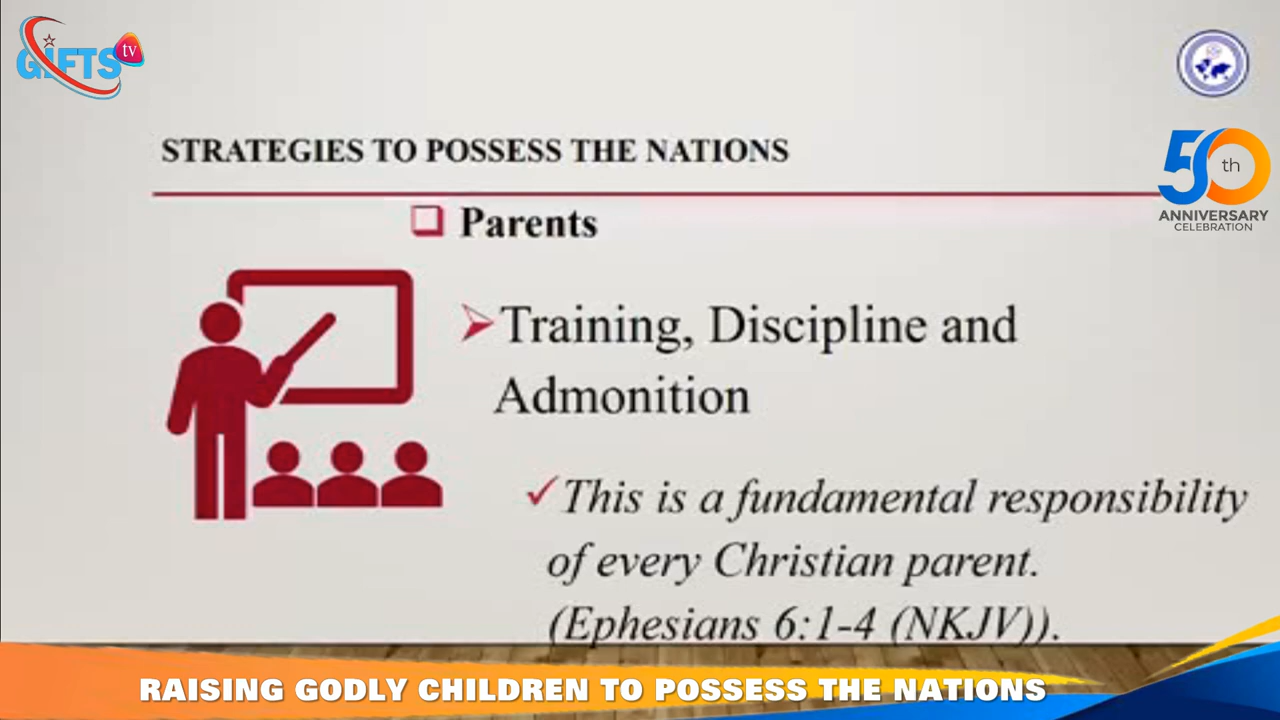 GIFTS tv
STRATEGIES TO POSSESS THE NATIONS
50th
ANNIVERSARY
CELEBRATION
Parents
Training, Discipline and
Admonition
This is a fundamental responsibility
of every Christian parent.
(Ephesians 6:1-4 (NKJV)).
RAISING GODLY CHILDREN TO POSSESS THE NATIONS